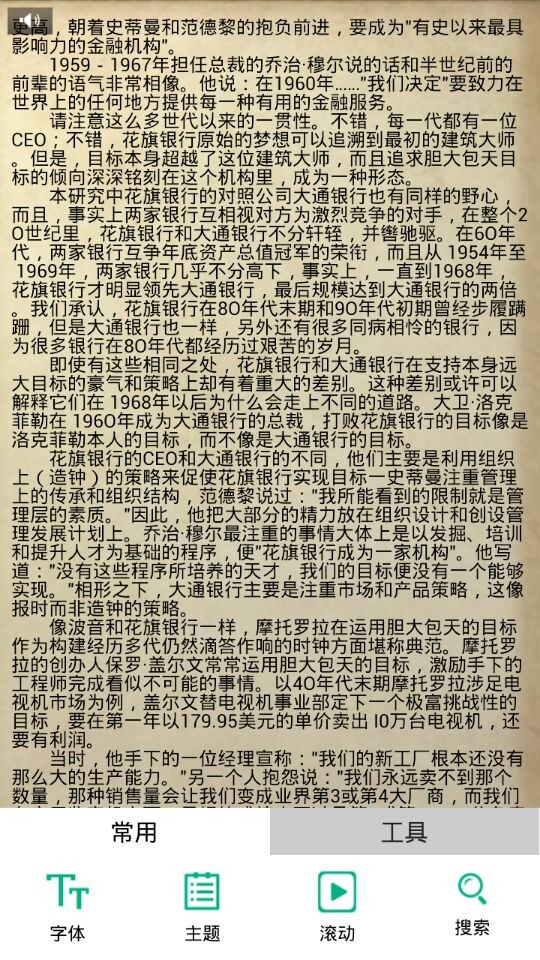 更高，朝着史蒂曼和范德黎的抱负前进，要成为"有史以来最具
影响力的金融机构"。
1959－1967年担任总裁的乔治·穆尔说的话和半世纪前的
前辈的语气非常相像。他说：在1960年……"我们决定"要致力在
世界上的任何地方提供每一种有用的金融服务。
请注意这么多世代以来的一贯性。不错，每一代都有一位
CEO；不错，花旗银行原始的梦想可以追溯到最初的建筑大师
。但是，目标本身超越了这位建筑大师，而且追求胆大包天目
标的倾向深深铭刻在这个机构里，成为一种形态。
本研究中花旗银行的对照公司大通银行也有同样的野心，
而且，事实上两家银行互相视对方为激烈竞争的对手，在整个2
0世纪里，花旗银行和大通银行不分轩轾，并辔驰驱。在60年
代，两家银行互争年底资产总值冠军的荣衔，而且从 1954年至
1969年，两家银行几乎不分高下，事实上，一直到1968年，
花旗银行才明显领先大通银行，最后规模达到大通银行的两倍
。我们承认，花旗银行在80年代末期和90年代初期曾经步履蹒
跚，但是大通银行也一样，另外还有很多同病相怜的银行，因
为很多银行在80年代都经历过艰苦的岁月。
即使有这些相同之处，花旗银行和大通银行在支持本身远
大目标的豪气和策略上却有着重大的差别。这种差别或许可以
解释它们在 1968年以后为什么会走上不同的道路。大卫·洛克
菲勒在 1960年成为大通银行的总裁，打败花旗银行的目标像是
洛克菲勒本人的目标，而不像是大通银行的目标。
花旗银行的CEO和大通银行的不同，他们主要是利用组织
上（造钟）的策略来促使花旗银行实现目标—史蒂曼注重管理
上的传承和组织结构，范德黎说过："我所能看到的限制就是管
理层的素质。"因此，他把大部分的精力放在组织设计和创设管
理发展计划上。乔治·穆尔最注重的事情大体上是以发掘、培训
和提升人才为基础的程序，便"花旗银行成为一家机构"。他写
道："没有这些程序所培养的天才，我们的目标便没有一个能够
实现。"相形之下，大通银行主要是注重市场和产品策略，这像
报时而非造钟的策略。
像波音和花旗银行一样，摩托罗拉在运用胆大包天的目标
作为构建经历多代仍然滴答作响的时钟方面堪称典范。摩托罗
拉的创办人保罗·盖尔文常常运用胆大包天的目标，激励手下的
工程师完成看似不可能的事情。以40年代末期摩托罗拉涉足电
视机市场为例，盖尔文替电视机事业部定下一个极富挑战性的
目标，要在第一年以179.95美元的单价卖出 l0万台电视机，还
要有利润。
当时，他手下的一位经理宣称："我们的新工厂根本还没有
那么大的生产能力。"另一个人抱怨说："我们永远卖不到那个
数量，那种销售量会让我们变成业界第3或第4大厂商，而我们
常用
工具
字体
主题
滚动
搜索